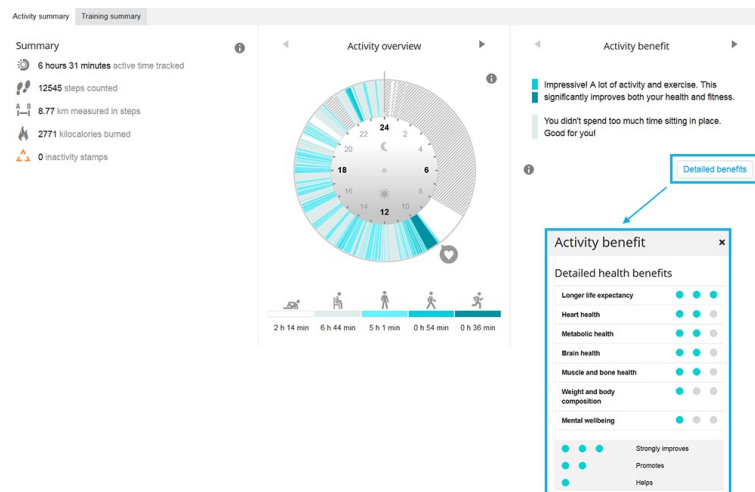 Activity summary
Training summary
Summary
6 hours 31 minutes active time tracked
12545 steps counted
A B
8.77 km measured in steps
2771 kilocalories burned
0 inactivity stamps
Activity overview
24
22
2
20
4
18
6
16
8
14
10
12
2 h 14 min
6 h 44 min
5 h 1 min
0 h 54 min
0 h 36 min
Activity benefit
Impressive! A lot of activity and exercise. This
significantly improves both your health and fitness.
You didn't spend too much time sitting in place.
Good for you!
Detailed benefits
Activity benefit
×
Detailed health benefits
Longer life expectancy
Heart health
Metabolic health
Brain health
Muscle and bone health
Weight and body
composition
Mental wellbeing
Strongly improves
Promotes
Helps